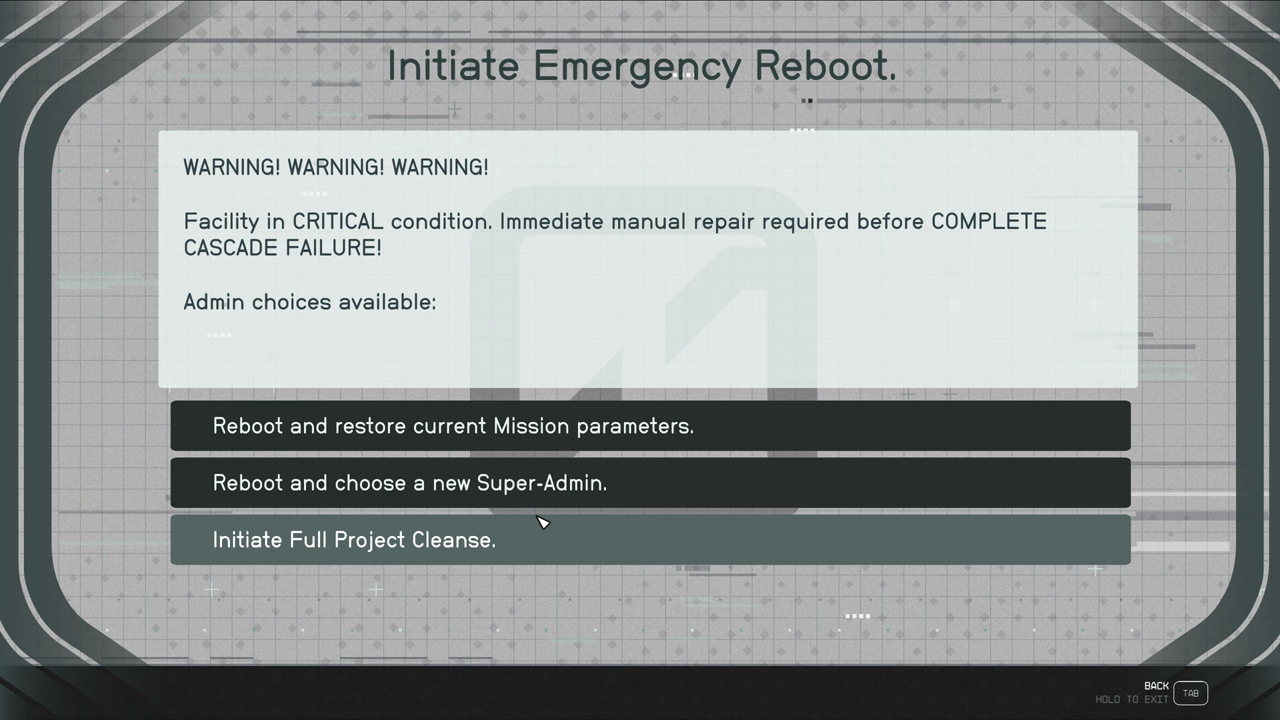 Initiate Emergency Reboot.
WARNING! WARNING! WARNING!
Facility in CRITICAL condition. Immediate manual repair required before COMPLETE
CASCADE FAILURE!
Admin choices available:
Reboot and restore current Mission parameters.
Reboot and choose a new Super-Admin.
Initiate Full Project Cleanse.
BACK
HOLD TO EXIT
TAB